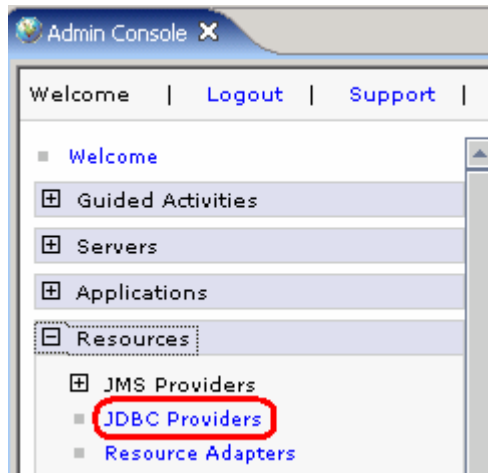 Admin Console
Welcome | Logout | Support |
Welcome
Guided Activities
Servers
Applications
Resources
JMS Providers
JDBC Providers
Resource Adapters